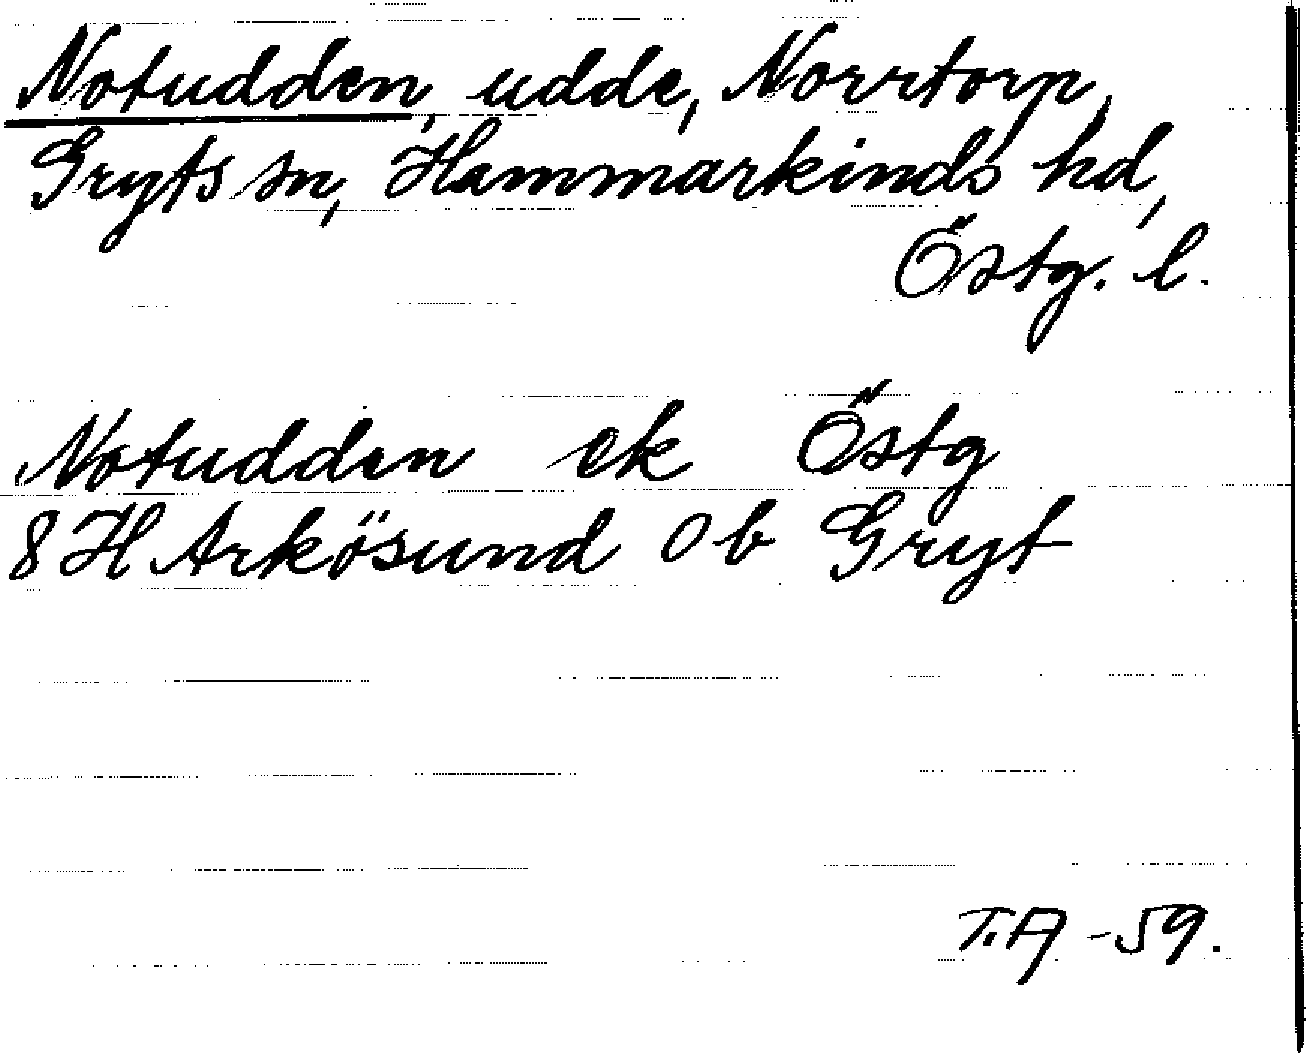 Notudden, udde, Norrtorp,
Gryts sn, Hammarkinds hd,
Östg. l.
Notudden ek Östg
8 H Arkösund 0 b Gryt
T.A -59.